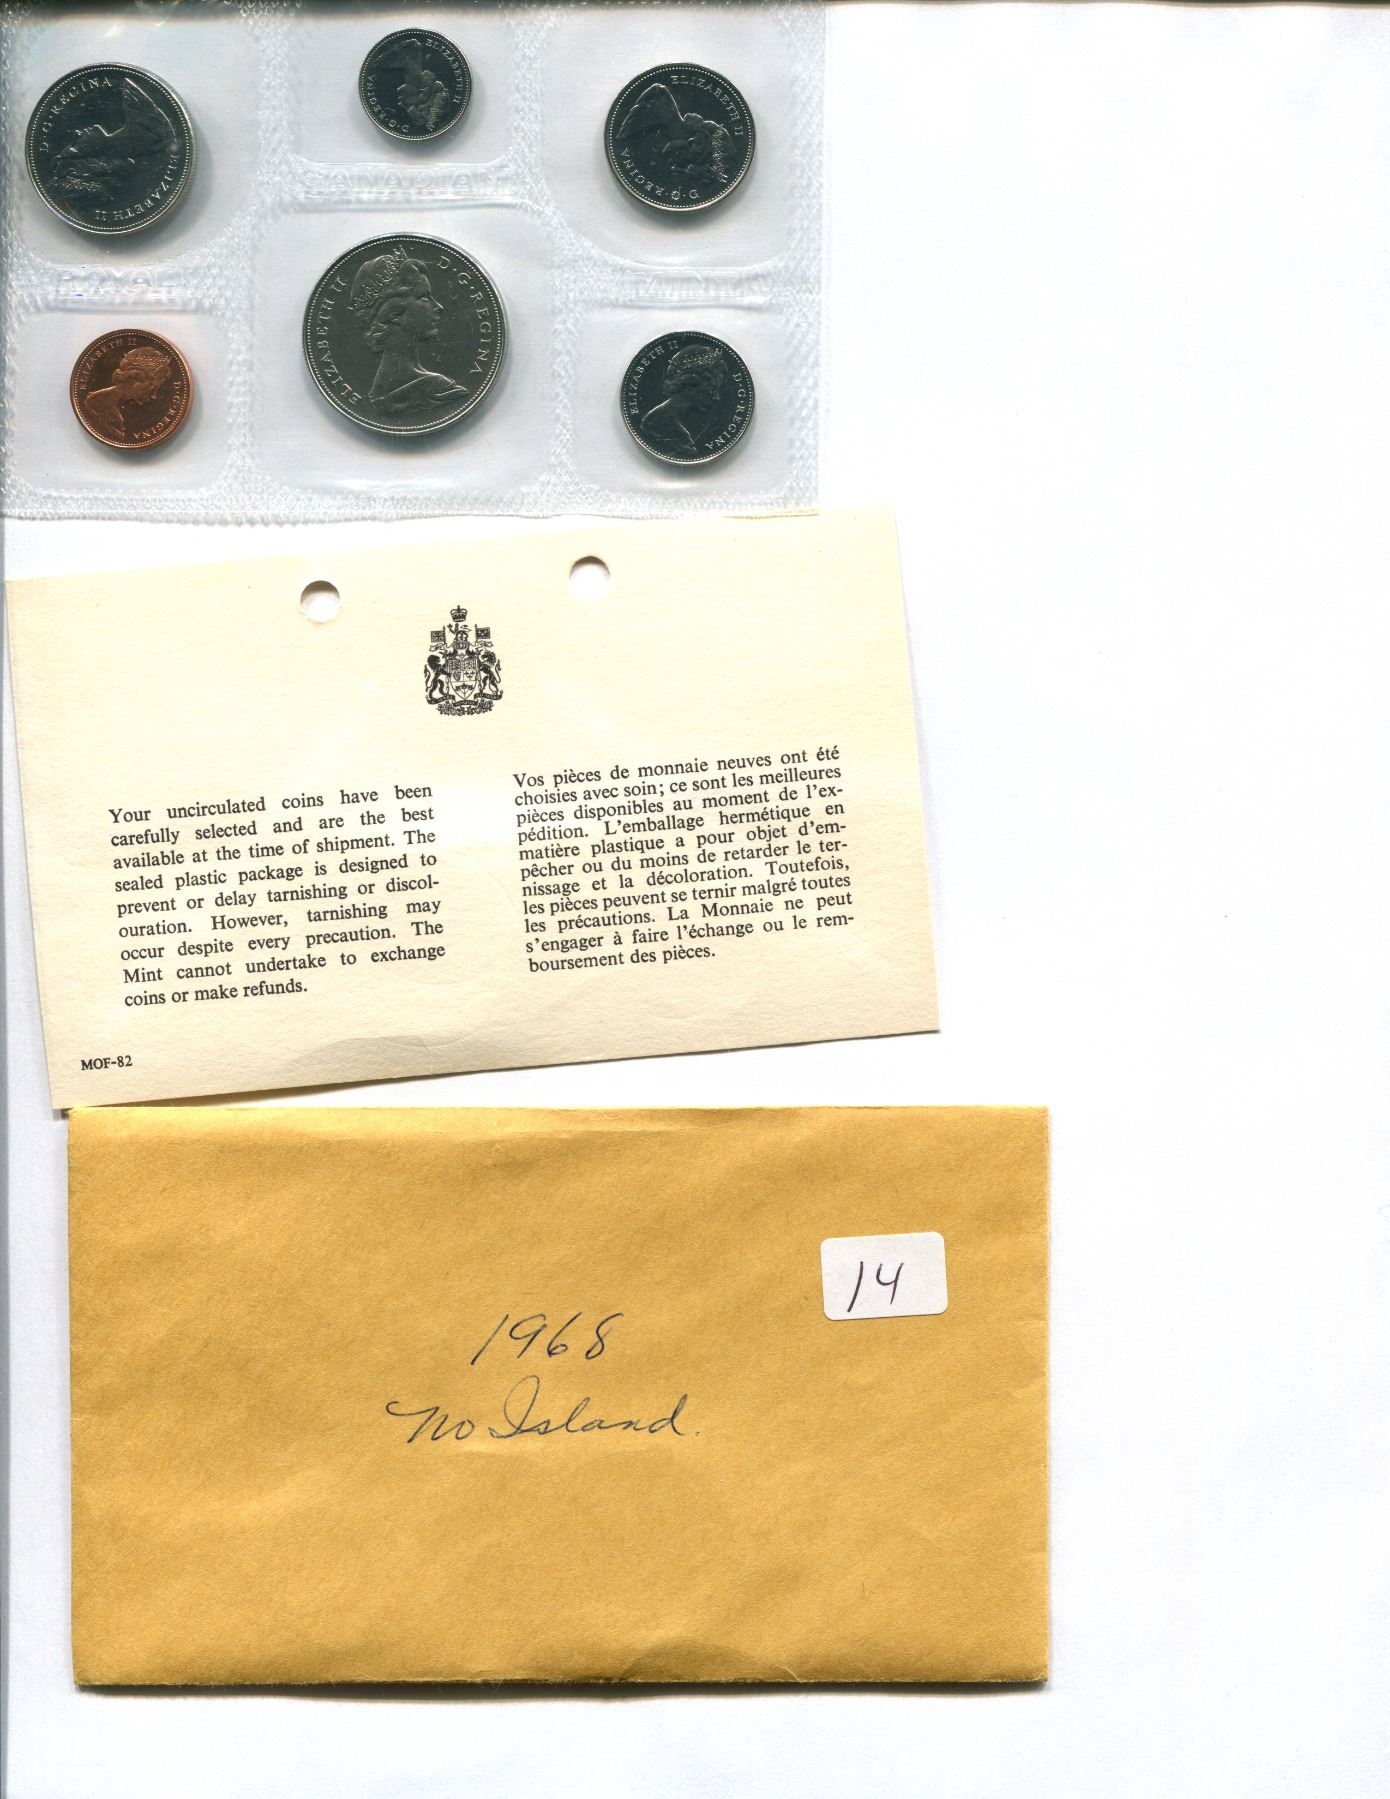 ELIZABETH II D·G·REGINA
ELIZABETH II D·G·REGINA
ELIZABETH II D·G·REGINA
CANADIAN
ROYAL
MINT
ELIZABETH II D·G·REGINA
ELIZABETH II D·G·REGINA
ELIZABETH II D·G·REGINA
Your uncirculated coins have been
carefully selected and are the best
available at the time of shipment. The
sealed plastic package is designed to
prevent or delay tarnishing or discol-
ouration. However, tarnishing may
occur despite every precaution. The
Mint cannot undertake to exchange
coins or make refunds.
Vos pièces de monnaie neuves ont été
choisies avec soin; ce sont les meilleures
pièces disponibles au moment de l'ex-
pédition. L'emballage hermétique en
matière plastique a pour objet d'em-
pêcher ou du moins de retarder le ter-
nissage et la décoloration. Toutefois,
les pièces peuvent se ternir malgré toutes
les précautions. La Monnaie ne peut
s'engager à faire l'échange ou le rem-
boursement des pièces.
MOF-82
14
1968
No Island.